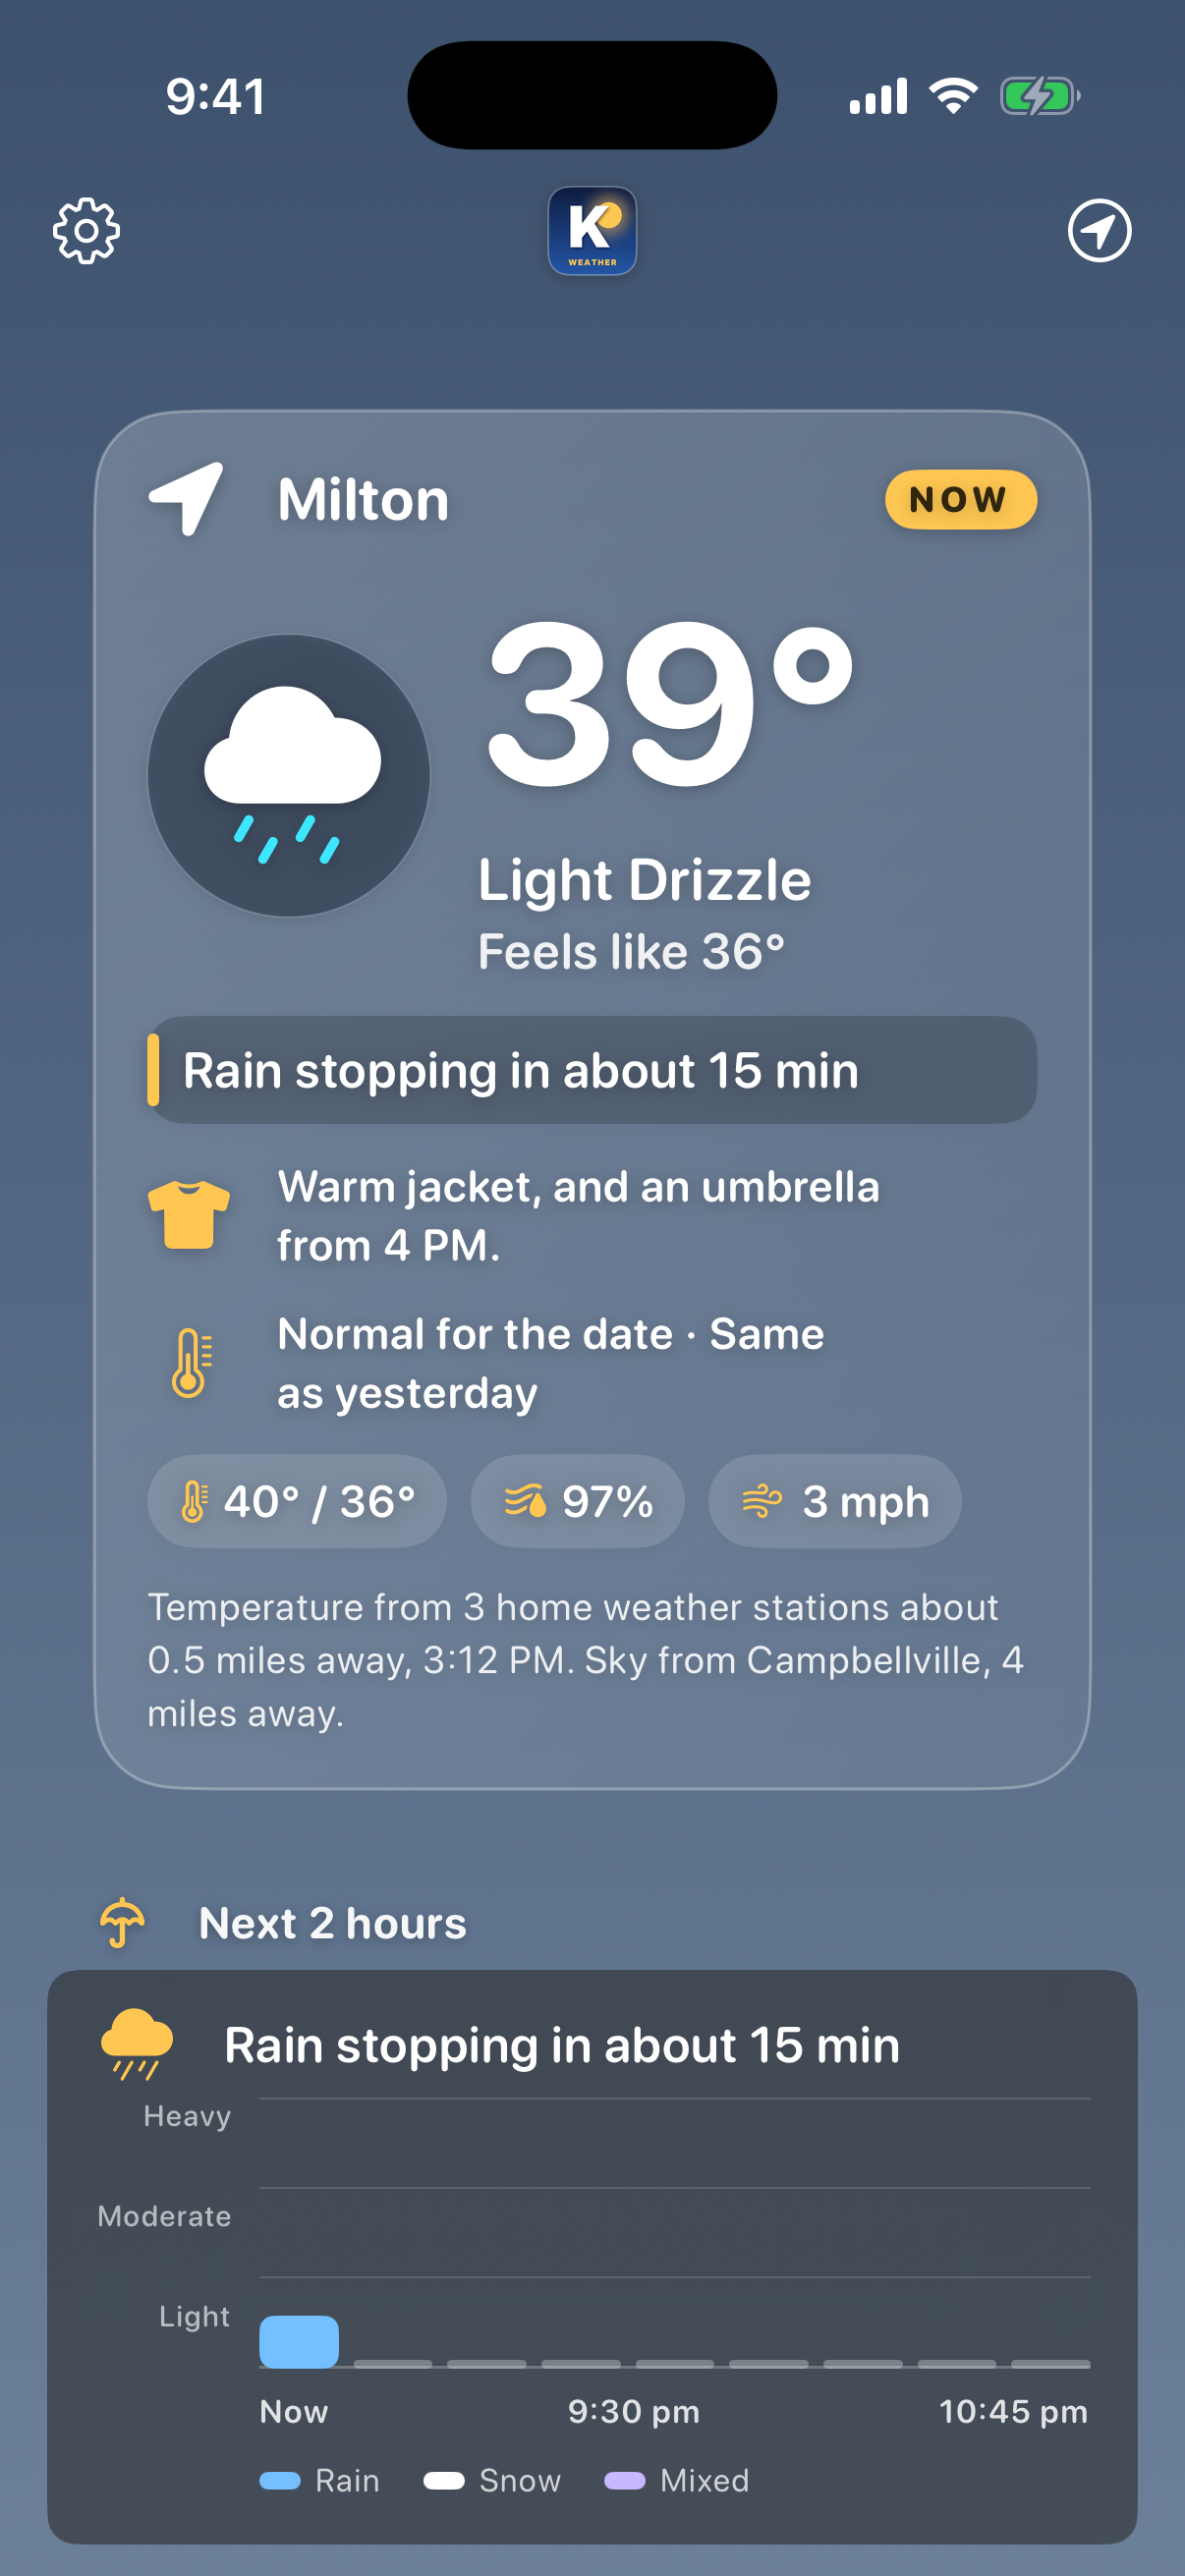 9:41
K
WEATHER
Milton
NOW
39°
Light Drizzle
Feels like 36°
Rain stopping in about 15 min
Warm jacket, and an umbrella
from 4 PM.
Normal for the date · Same
as yesterday
40° / 36°
97%
3 mph
Temperature from 3 home weather stations about
0.5 miles away, 3:12 PM. Sky from Campbellville, 4
miles away.
Next 2 hours
Rain stopping in about 15 min
Heavy
Moderate
Light
Now
9:30 pm
10:45 pm
Rain
Snow
Mixed